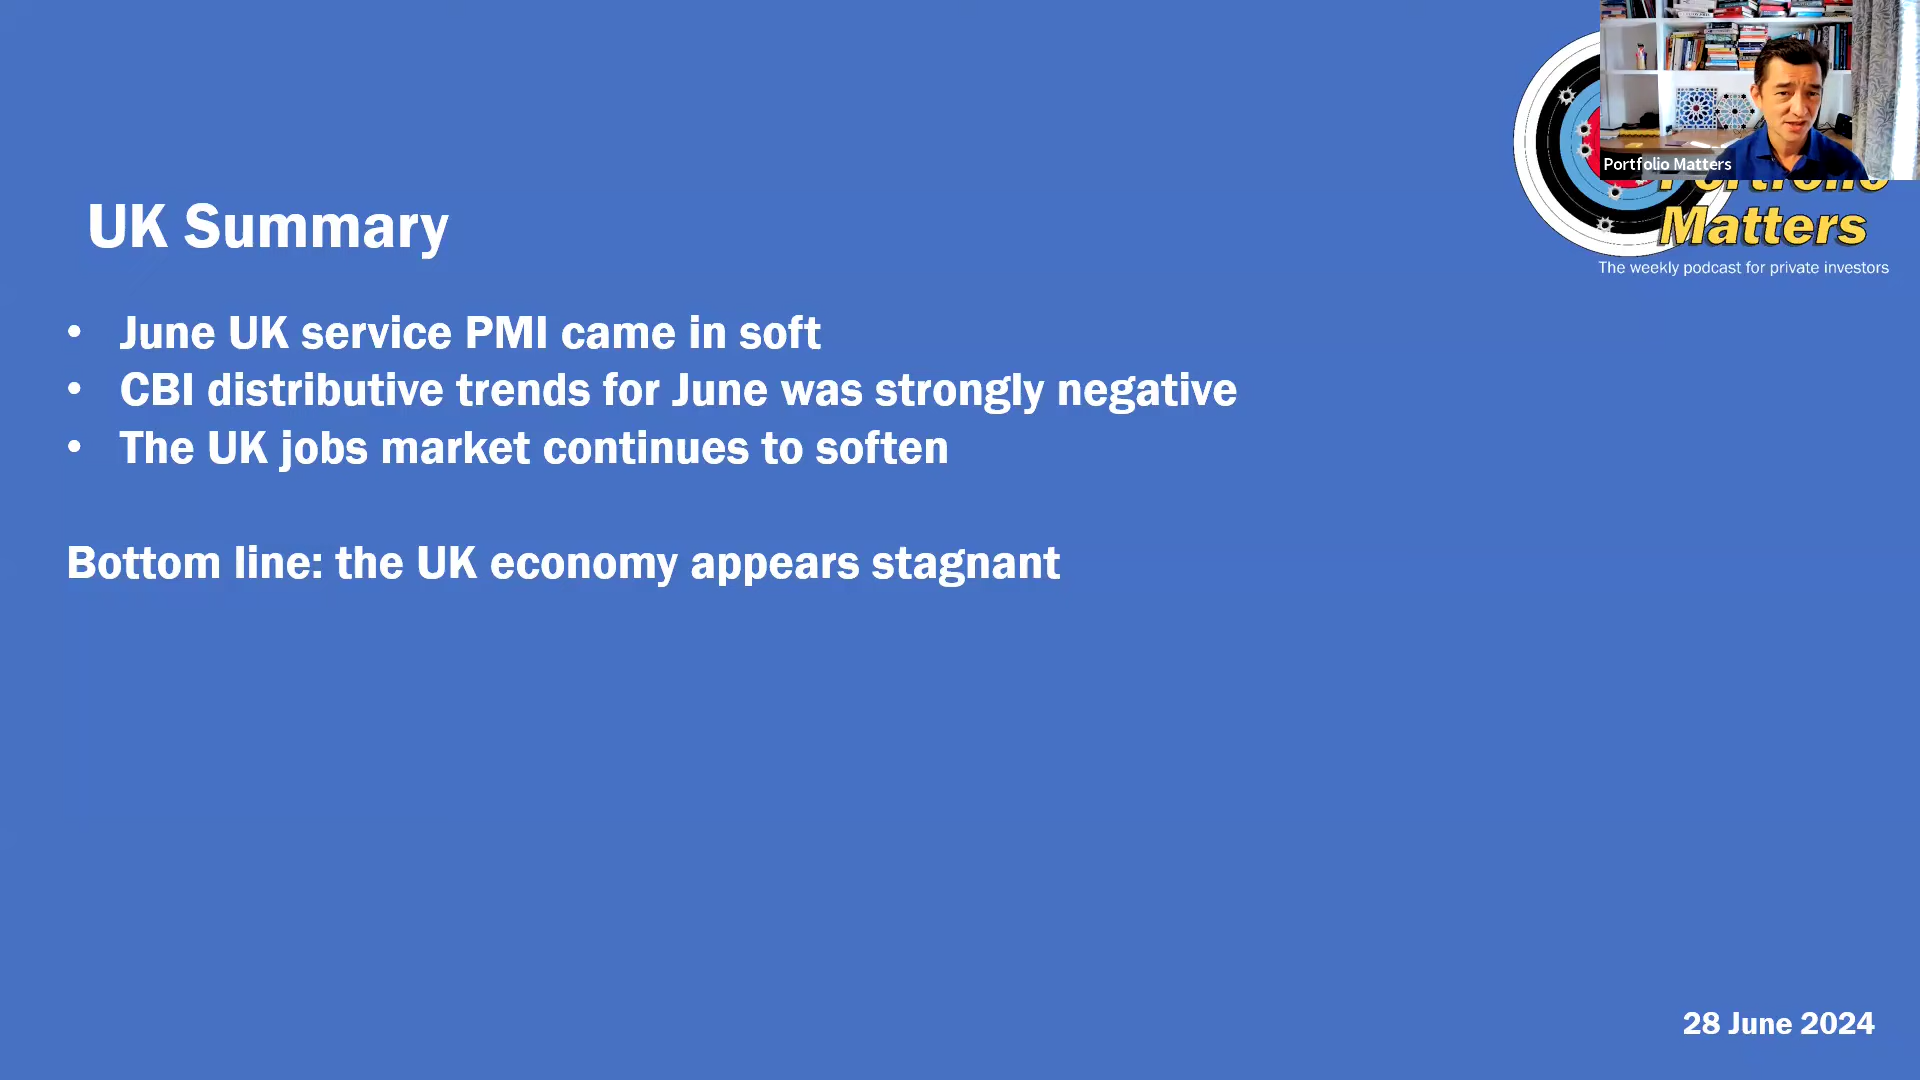 Portfolio Matters
Matters
The weekly podcast for private investors
UK Summary
• June UK service PMI came in soft
• CBI distributive trends for June was strongly negative
• The UK jobs market continues to soften
Bottom line: the UK economy appears stagnant
28 June 2024